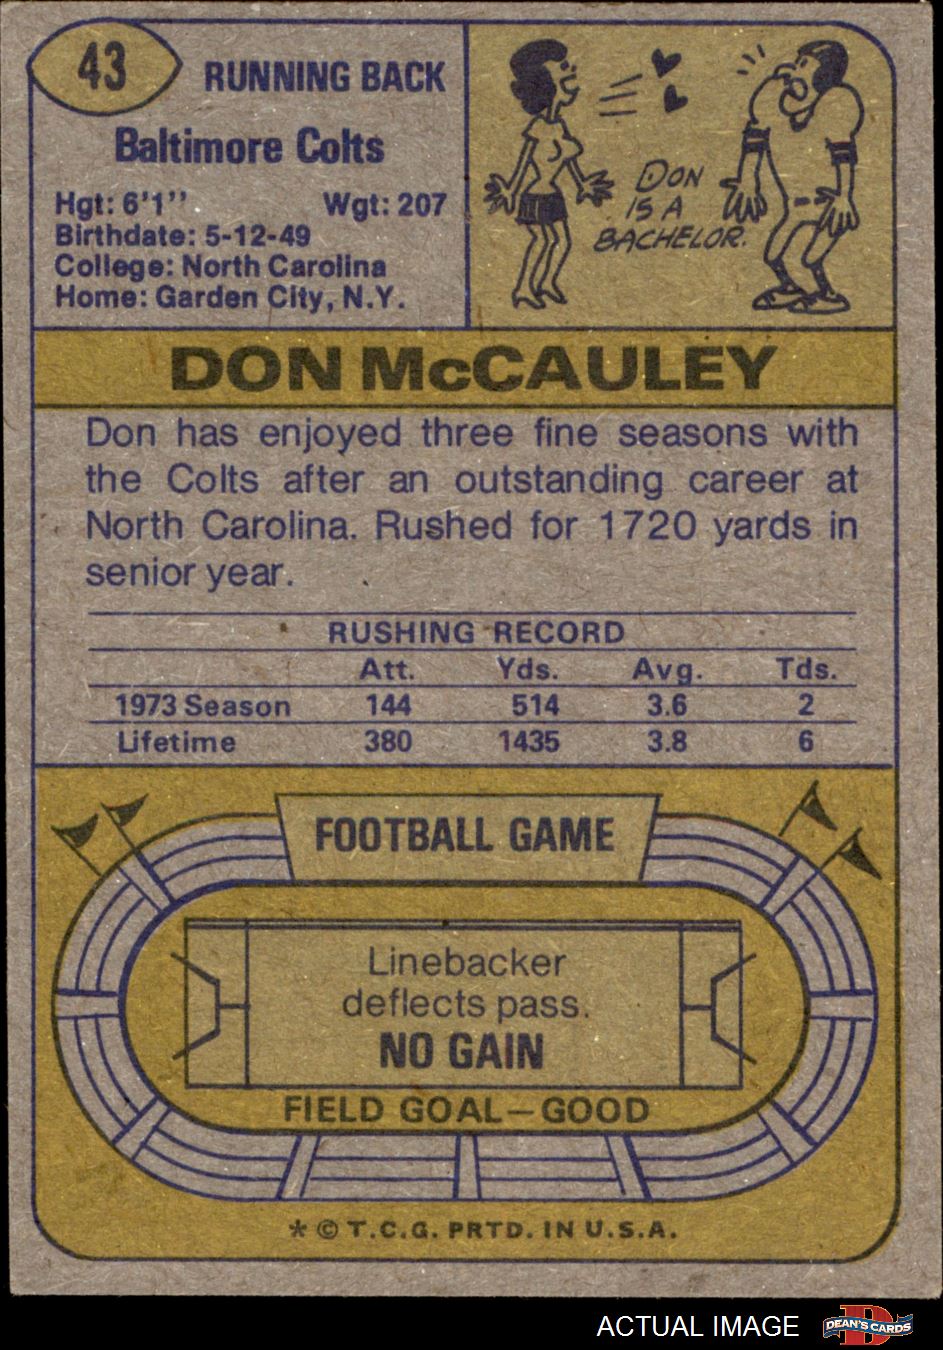 43
RUNNING BACK
Baltimore Colts
Hgt: 6'1'' Wgt: 207
Birthdate: 5-12-49
College: North Carolina
Home: Garden City, N.Y.
DON
IS A
BACHELOR.
DON McCAULEY
Don has enjoyed three fine seasons with
the Colts after an outstanding career at
North Carolina. Rushed for 1720 yards in
senior year.
RUSHING RECORD
Att. Yds. Avg. Tds.
1973 Season 144 514 3.6 2
Lifetime 380 1435 3.8 6
FOOTBALL GAME
Linebacker
deflects pass.
NO GAIN
FIELD GOAL—GOOD
* © T.C.G. PRTD. IN U.S.A.
ACTUAL IMAGE
DEAN'S CARDS